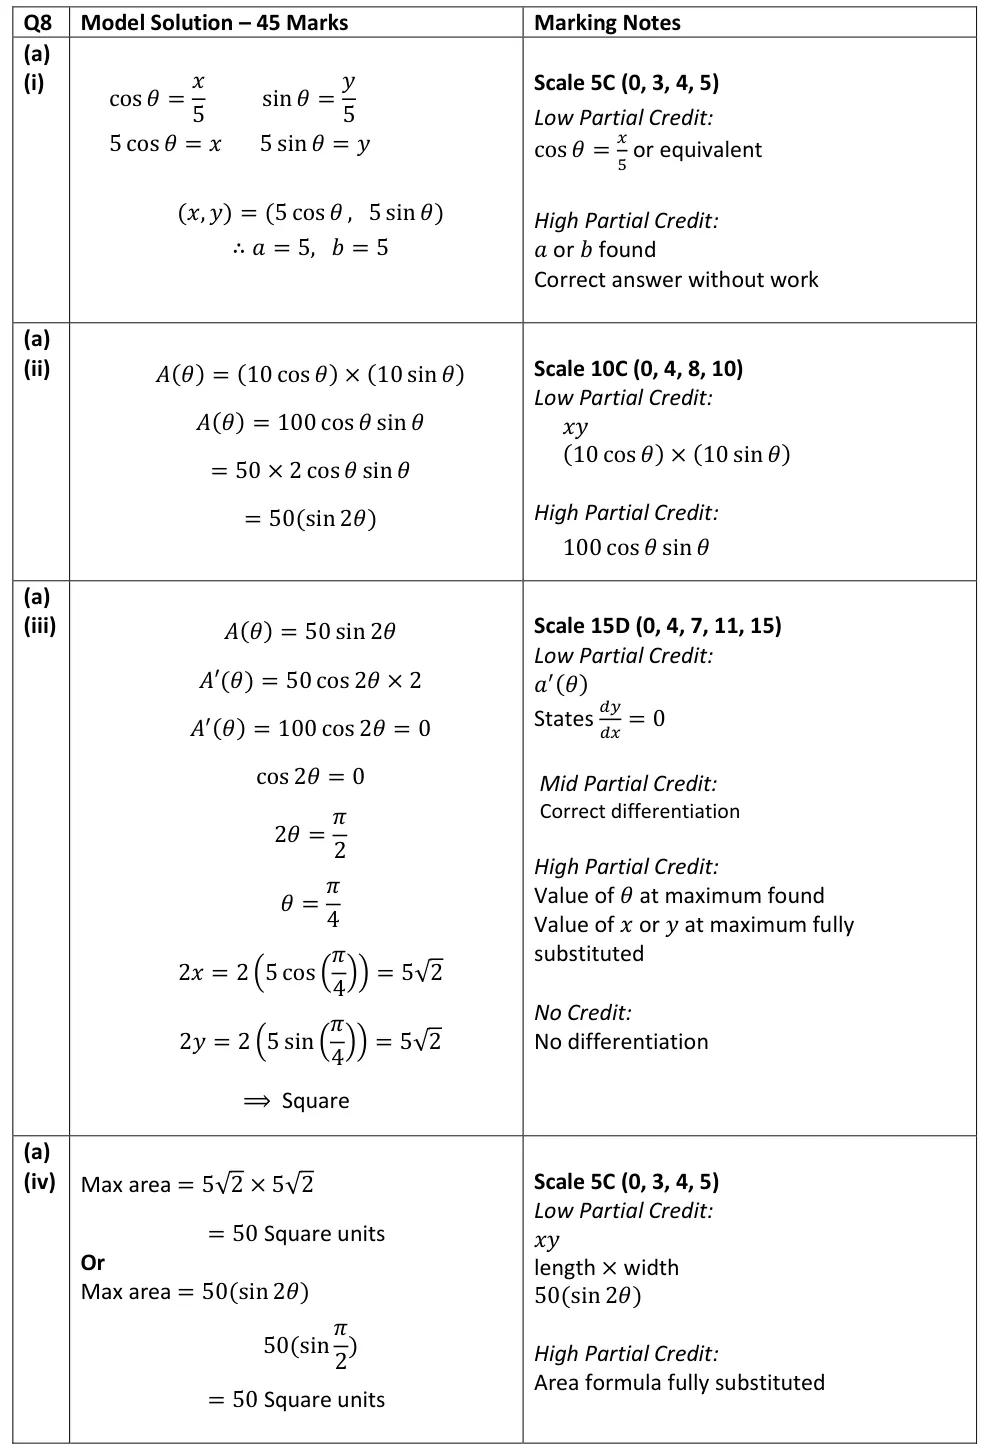 Q8 Model Solution – 45 Marks Marking Notes
(a)
(i)
cos θ = x/5 sin θ = y/5
5 cos θ = x 5 sin θ = y
(x, y) = (5 cos θ , 5 sin θ)
∴ a = 5, b = 5
Scale 5C (0, 3, 4, 5)
Low Partial Credit:
cos θ = x/5 or equivalent
High Partial Credit:
a or b found
Correct answer without work
(a)
(ii)
A(θ) = (10 cos θ) × (10 sin θ)
A(θ) = 100 cos θ sin θ
= 50 × 2 cos θ sin θ
= 50(sin 2θ)
Scale 10C (0, 4, 8, 10)
Low Partial Credit:
xy
(10 cos θ) × (10 sin θ)
High Partial Credit:
100 cos θ sin θ
(a)
(iii)
A(θ) = 50 sin 2θ
A′(θ) = 50 cos 2θ × 2
A′(θ) = 100 cos 2θ = 0
cos 2θ = 0
2θ = π/2
θ = π/4
2x = 2 (5 cos (π/4)) = 5√2
2y = 2 (5 sin (π/4)) = 5√2
⟹ Square
Scale 15D (0, 4, 7, 11, 15)
Low Partial Credit:
a′(θ)
States dy/dx = 0
Mid Partial Credit:
Correct differentiation
High Partial Credit:
Value of θ at maximum found
Value of x or y at maximum fully
substituted
No Credit:
No differentiation
(a)
(iv)
Max area = 5√2 × 5√2
= 50 Square units
Or
Max area = 50(sin 2θ)
50(sin π/2)
= 50 Square units
Scale 5C (0, 3, 4, 5)
Low Partial Credit:
xy
length × width
50(sin 2θ)
High Partial Credit:
Area formula fully substituted